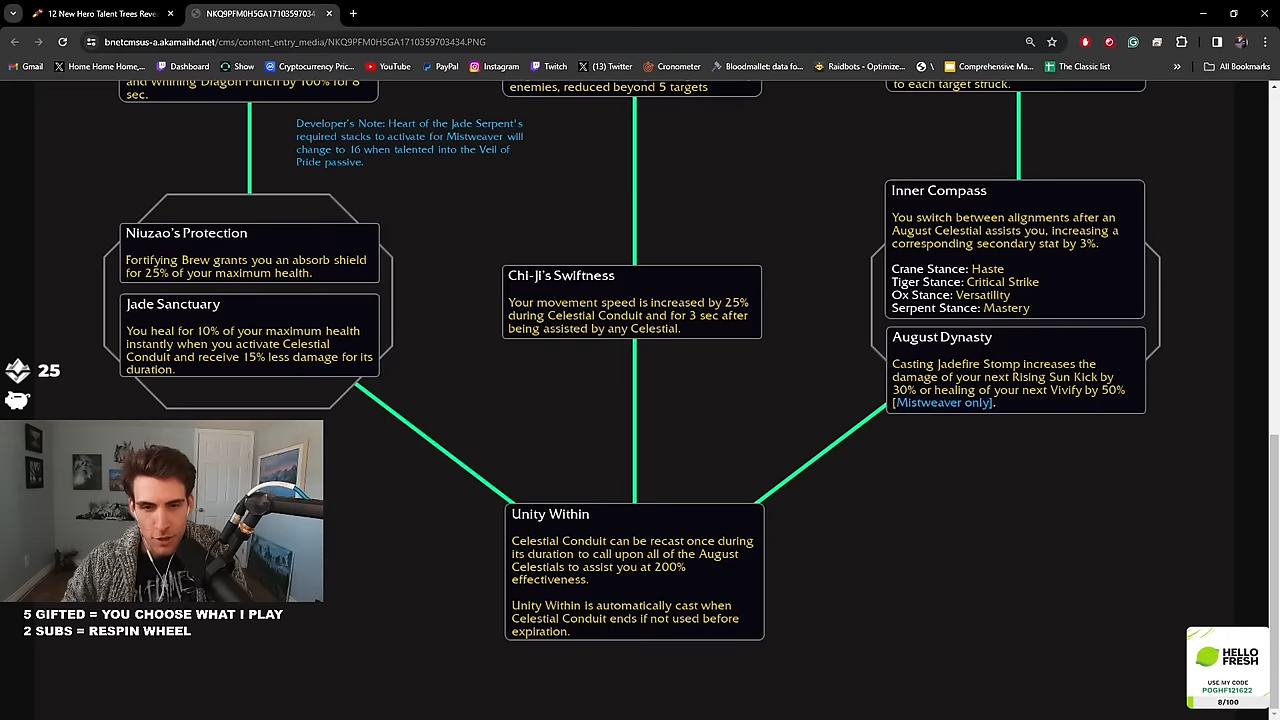 12 New Hero Talent Trees Reve
NKQ9PFM0H5GA1710359703434
bnetcmsus-a.akamaihd.net/cms/content_entry_media/NKQ9PFM0H5GA1710359703434.PNG
Gmail
Home Home Home,...
Dashboard
Show
Cryptocurrency Pric...
YouTube
PayPal
Instagram
Twitch
(13) Twitter
Cronometer
Bloodmallet: data fo...
Raidbots - Optimize...
Comprehensive Ma...
The Classic list
All Bookmarks
and Whirling Dragon Punch by 100% for 8
sec.
enemies, reduced beyond 5 targets
to each target struck.
Developer's Note: Heart of the Jade Serpent's
required stacks to activate for Mistweaver will
change to 16 when talented into the Veil of
Pride passive.
Niuzao's Protection
Fortifying Brew grants you an absorb shield
for 25% of your maximum health.
Jade Sanctuary
You heal for 10% of your maximum health
instantly when you activate Celestial
Conduit and receive 15% less damage for its
duration.
Chi-Ji's Swiftness
Your movement speed is increased by 25%
during Celestial Conduit and for 3 sec after
being assisted by any Celestial.
Inner Compass
You switch between alignments after an
August Celestial assists you, increasing a
corresponding secondary stat by 3%.
Crane Stance: Haste
Tiger Stance: Critical Strike
Ox Stance: Versatility
Serpent Stance: Mastery
August Dynasty
Casting Jadefire Stomp increases the
damage of your next Rising Sun Kick by
30% or healing of your next Vivify by 50%
[Mistweaver only].
25
Unity Within
Celestial Conduit can be recast once during
its duration to call upon all of the August
Celestials to assist you at 200%
effectiveness.
Unity Within is automatically cast when
Celestial Conduit ends if not used before
expiration.
5 GIFTED = YOU CHOOSE WHAT I PLAY
2 SUBS = RESPIN WHEEL
HELLO
FRESH
USE MY CODE
POGHF121622
8/100